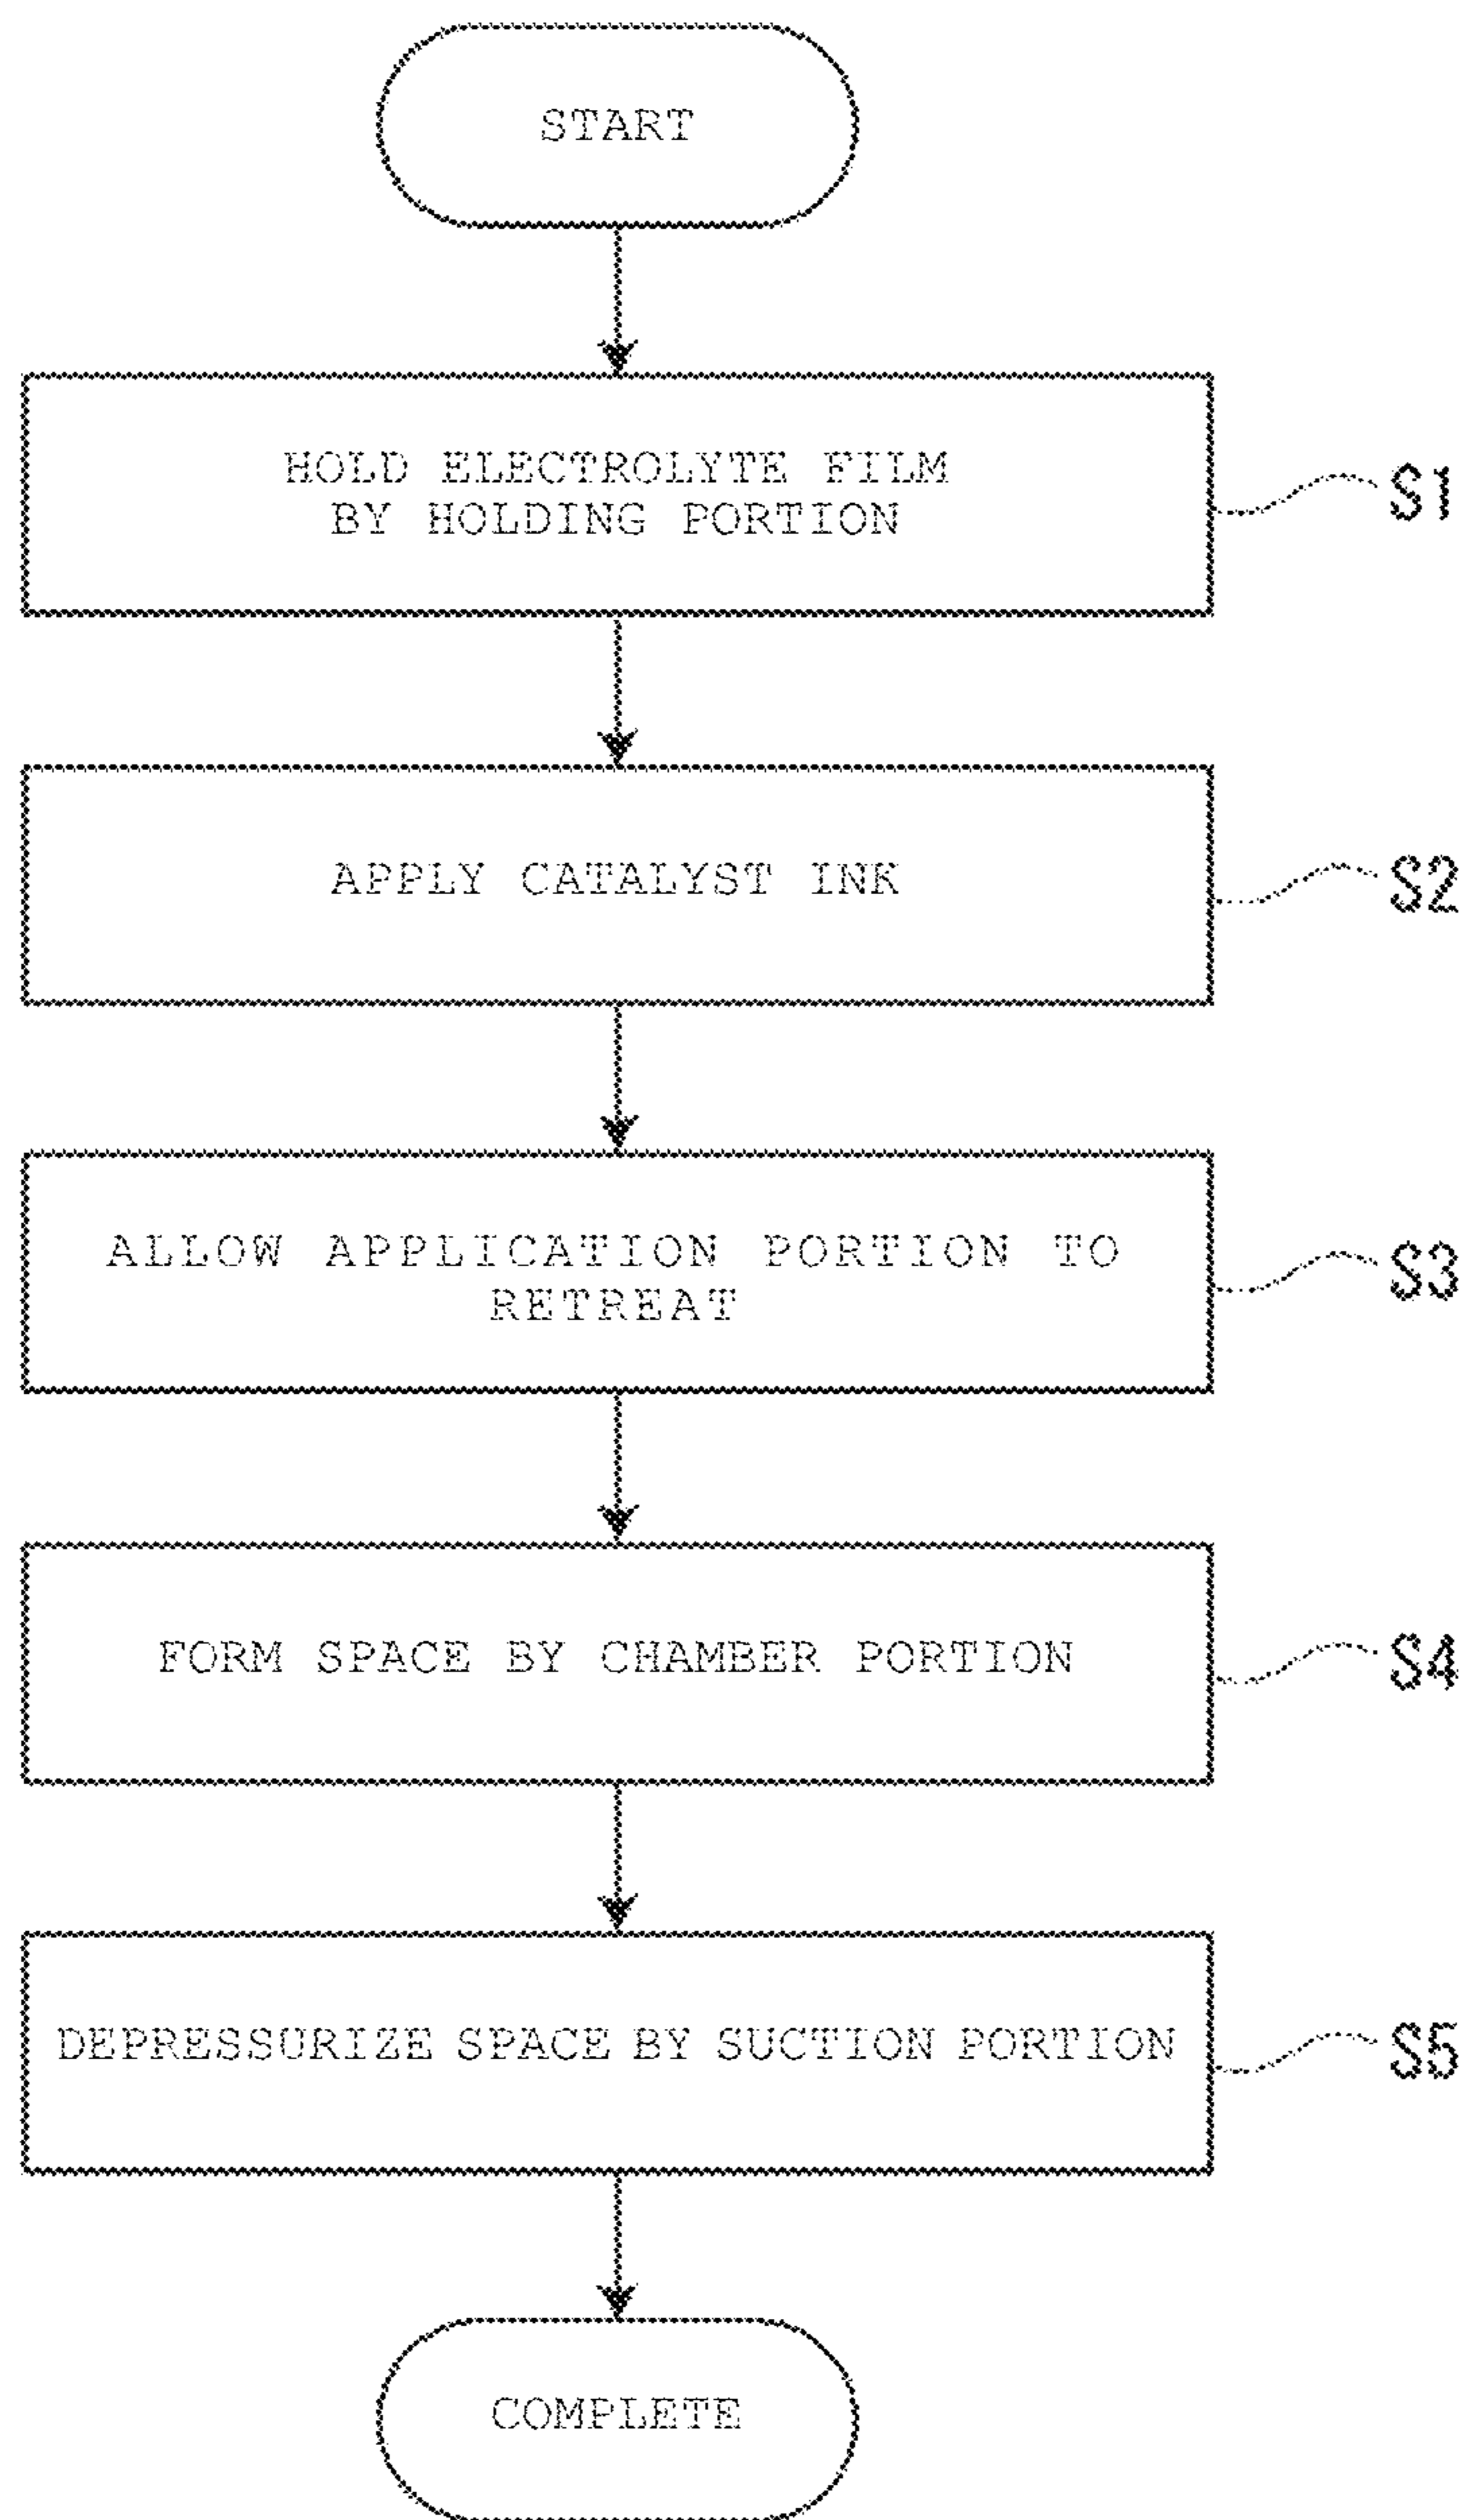 START
HOLD ELECTROLYTE FILM
BY HOLDING PORTION
S1
APPLY CATALYST INK
S2
ALLOW APPLICATION PORTION TO
RETREAT
S3
FORM SPACE BY CHAMBER PORTION
S4
DEPRESSURIZE SPACE BY SUCTION PORTION
S5
COMPLETE